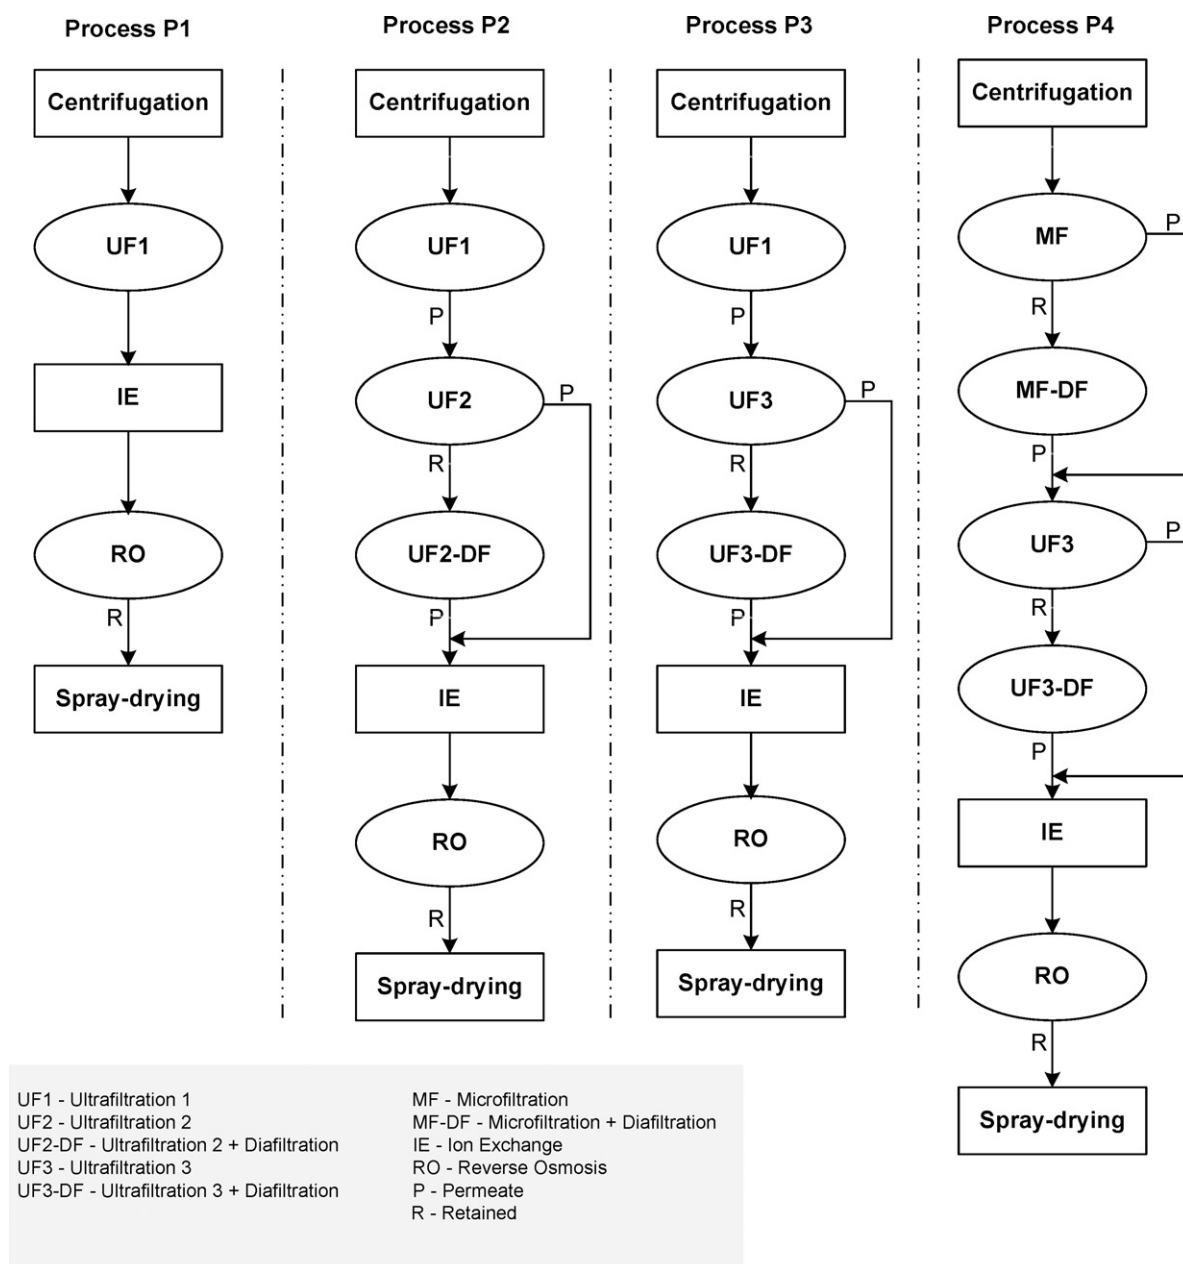 Process P1
Centrifugation
UF1
IE
RO
R
Spray-drying
Process P2
Centrifugation
UF1
P
UF2
P
R
UF2-DF
P
IE
RO
R
Spray-drying
Process P3
Centrifugation
UF1
P
UF3
P
R
UF3-DF
P
IE
RO
R
Spray-drying
Process P4
Centrifugation
MF
P
R
MF-DF
P
UF3
P
R
UF3-DF
P
IE
RO
R
Spray-drying
UF1 - Ultrafiltration 1
UF2 - Ultrafiltration 2
UF2-DF - Ultrafiltration 2 + Diafiltration
UF3 - Ultrafiltration 3
UF3-DF - Ultrafiltration 3 + Diafiltration
MF - Microfiltration
MF-DF - Microfiltration + Diafiltration
IE - Ion Exchange
RO - Reverse Osmosis
P - Permeate
R - Retained